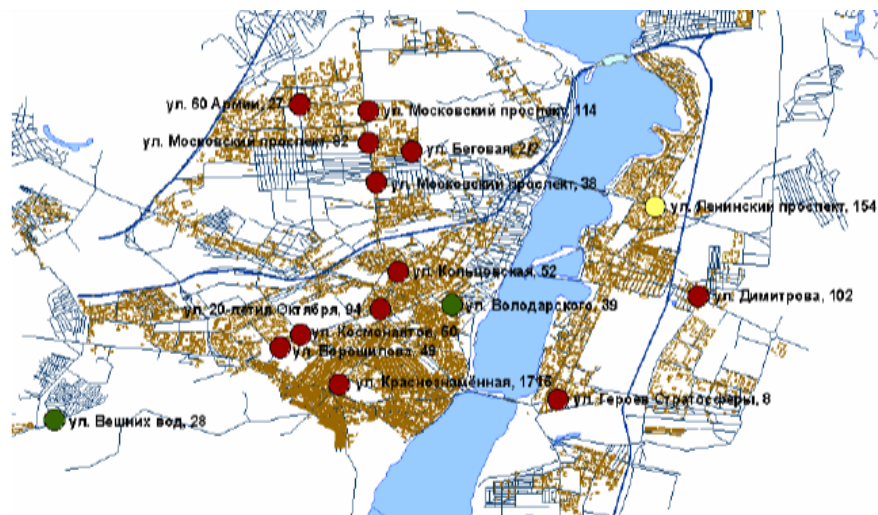 ул. 60 Армии, 27
ул. Московский проспект, 114
ул. Московский проспект, 82
ул. Беговая, 2/2
ул. Московский проспект, 38
ул. Ленинский проспект, 154
ул. Кольцовская, 52
ул. Димитрова, 102
ул. 20-летия Октября, 94
ул. Володарского, 39
ул. Космонавтов, 60
ул. Ворошилова, 49
ул. Краснознамённая, 171б
ул. Героев Стратосферы, 8
ул. Вешних вод, 28